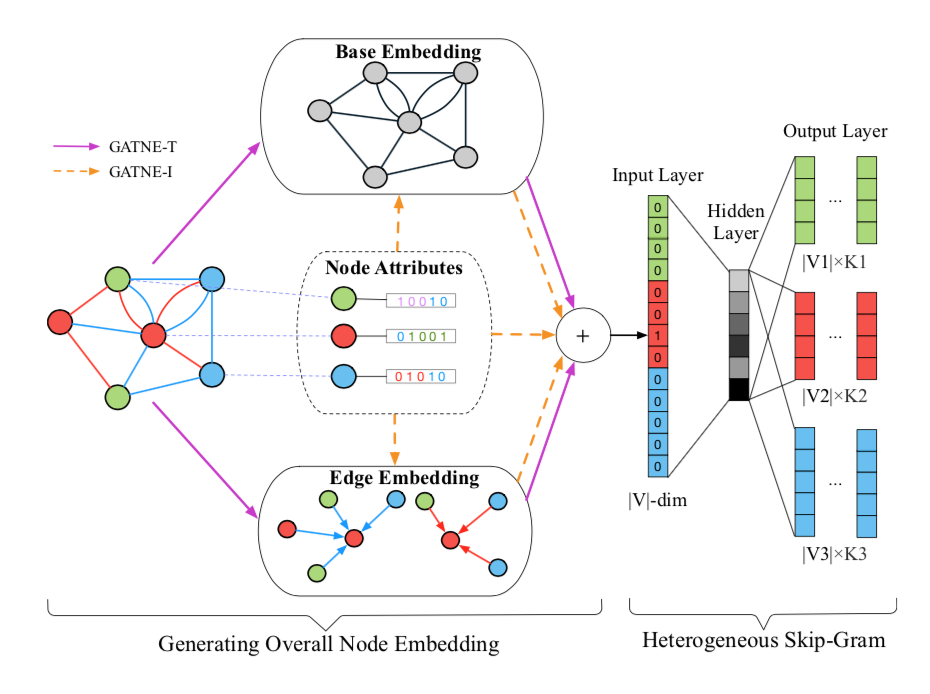 Base Embedding
GATNE-T
GATNE-I
Node Attributes
10010
01001
01010
Edge Embedding
+
Generating Overall Node Embedding
Input Layer
0
0
0
0
0
0
1
0
0
0
0
0
0
|V|-dim
Hidden
Layer
Output Layer
...
|V1|×K1
...
|V2|×K2
...
|V3|×K3
Heterogeneous Skip-Gram